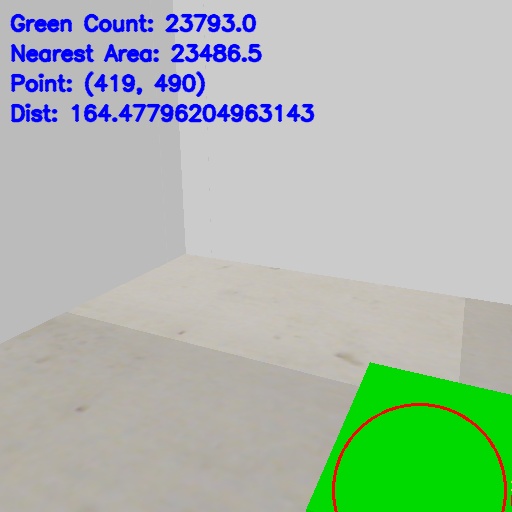 Green Count: 23793.0
Nearest Area: 23486.5
Point: (419, 490)
Dist: 164.47796204963143